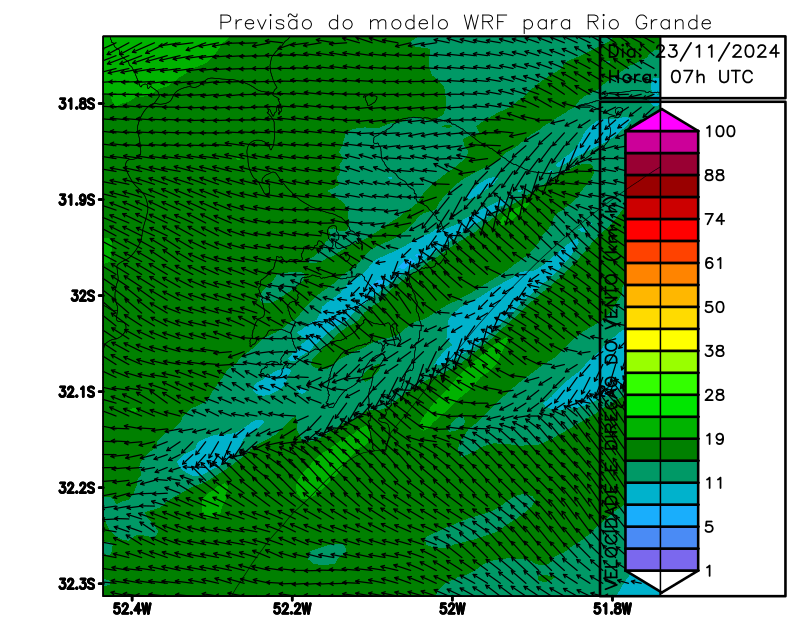 Previsão do modelo WRF para Rio Grande
Dia: 23/11/2024
Hora: 07h UTC
31.8S
31.9S
32S
32.1S
32.2S
32.3S
52.4W
52.2W
52W
51.8W
VELOCIDADE E DIREÇÃO DO VENTO (km/h)
100
88
74
61
50
38
28
19
11
5
1